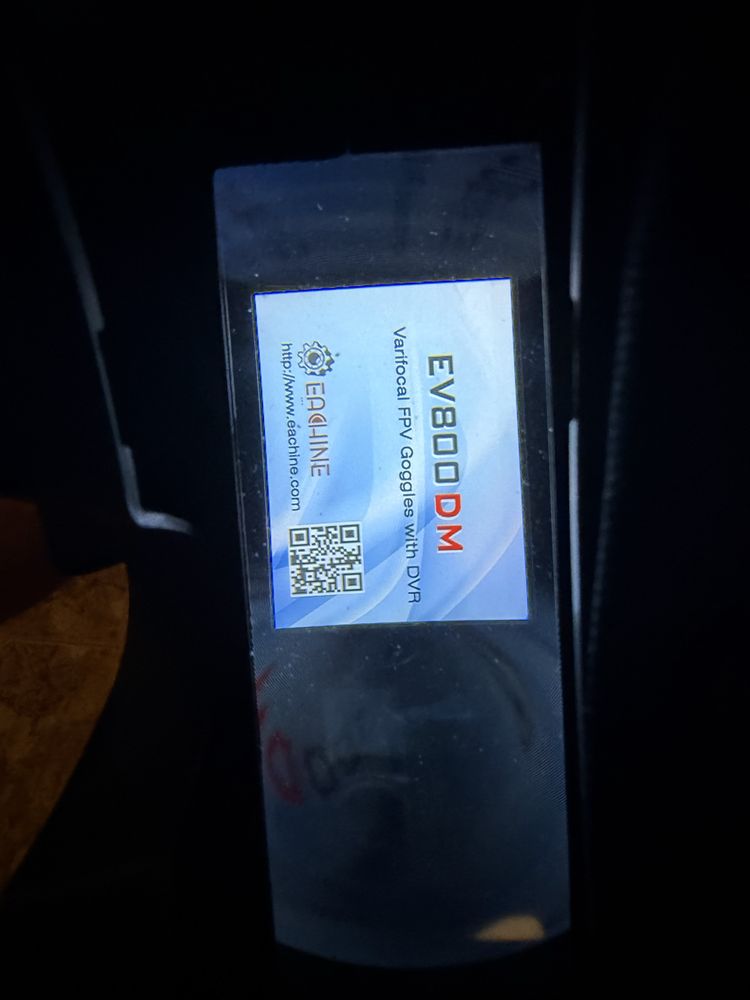 EV800DM
Varifocal FPV Goggles with DVR
EACHINE
http://www.eachine.com